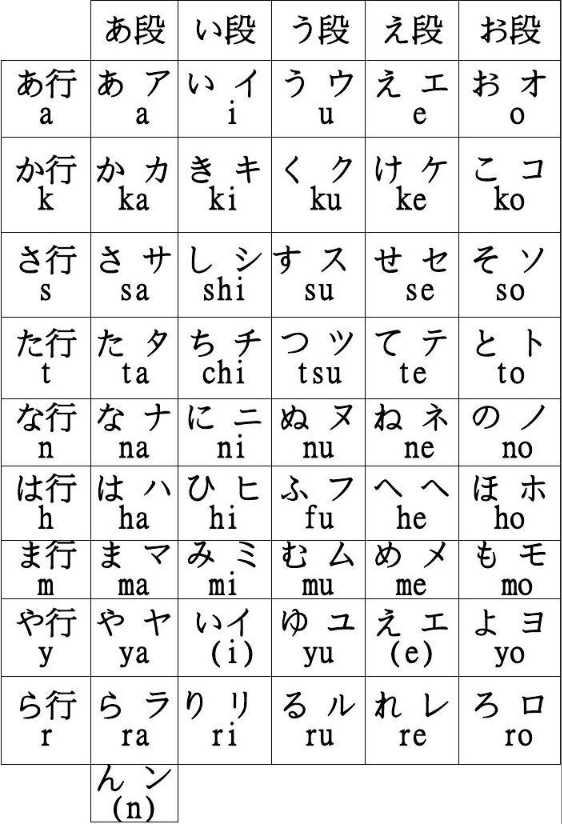 あ段 い段 う段 え段 お段
あ行 あ ア い イ う ウ え エ お オ
a a i u e o
か行 か カ き キ く ク け ケ こ コ
k ka ki ku ke ko
さ行 さ サ し シ す ス せ セ そ ソ
s sa shi su se so
た行 た タ ち チ つ ツ て テ と ト
t ta chi tsu te to
な行 な ナ に ニ ぬ ヌ ね ネ の ノ
n na ni nu ne no
は行 は ハ ひ ヒ ふ フ へ ヘ ほ ホ
h ha hi fu he ho
ま行 ま マ み ミ む ム め メ も モ
m ma mi mu me mo
や行 や ヤ いイ ゆ ユ え エ よ ヨ
y ya (i) yu (e) yo
ら行 ら ラ り リ る ル れ レ ろ ロ
r ra ri ru re ro
ん ン
(n)